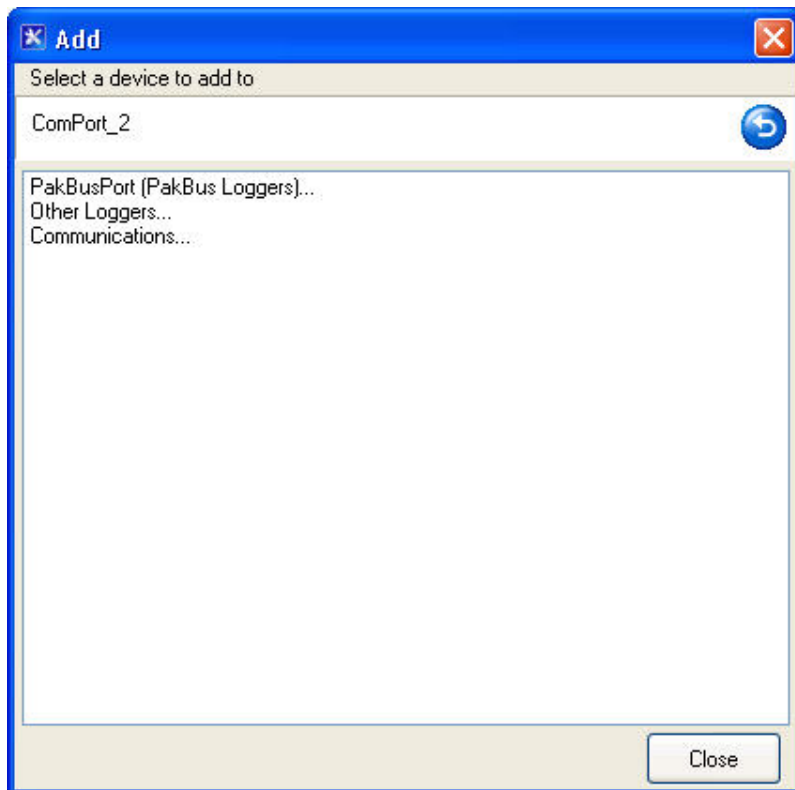 Add
Select a device to add to
ComPort_2
PakBusPort (PakBus Loggers)...
Other Loggers...
Communications...
Close